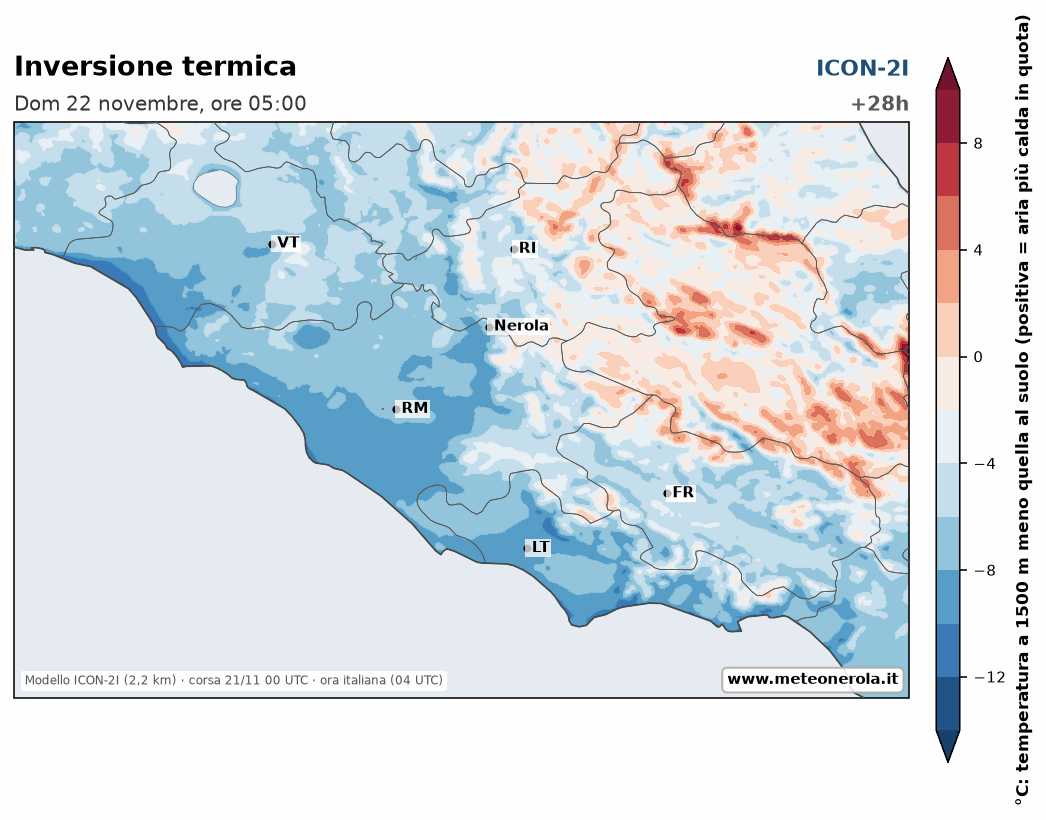 Inversione termica
ICON-2I
Dom 22 novembre, ore 05:00
+28h
VT
RI
Nerola
RM
FR
LT
Modello ICON-2I (2,2 km) · corsa 21/11 00 UTC · ora italiana (04 UTC)
www.meteonerola.it
8
4
0
−4
−8
−12
°C: temperatura a 1500 m meno quella al suolo (positiva = aria più calda in quota)